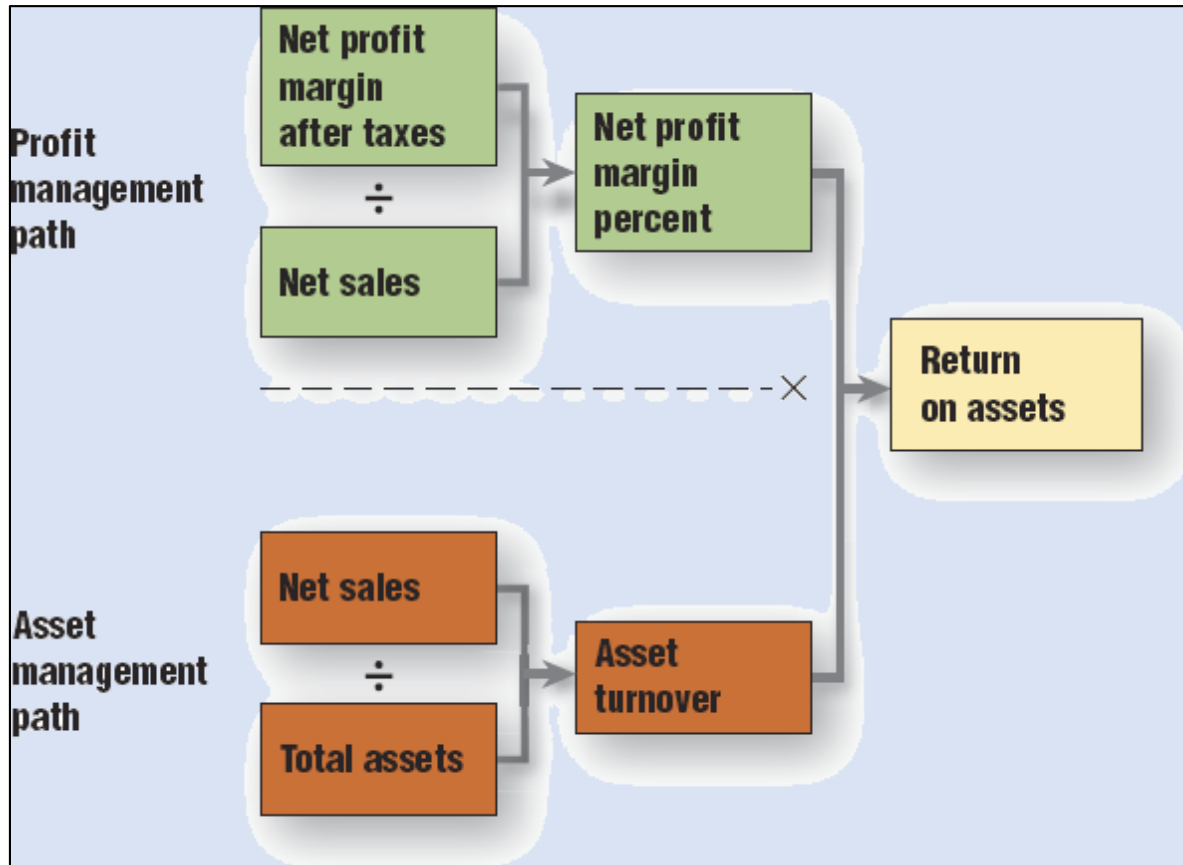 Profit
management
path
Net profit
margin
after taxes
÷
Net sales
Net profit
margin
percent
×
Return
on assets
Asset
management
path
Net sales
÷
Total assets
Asset
turnover